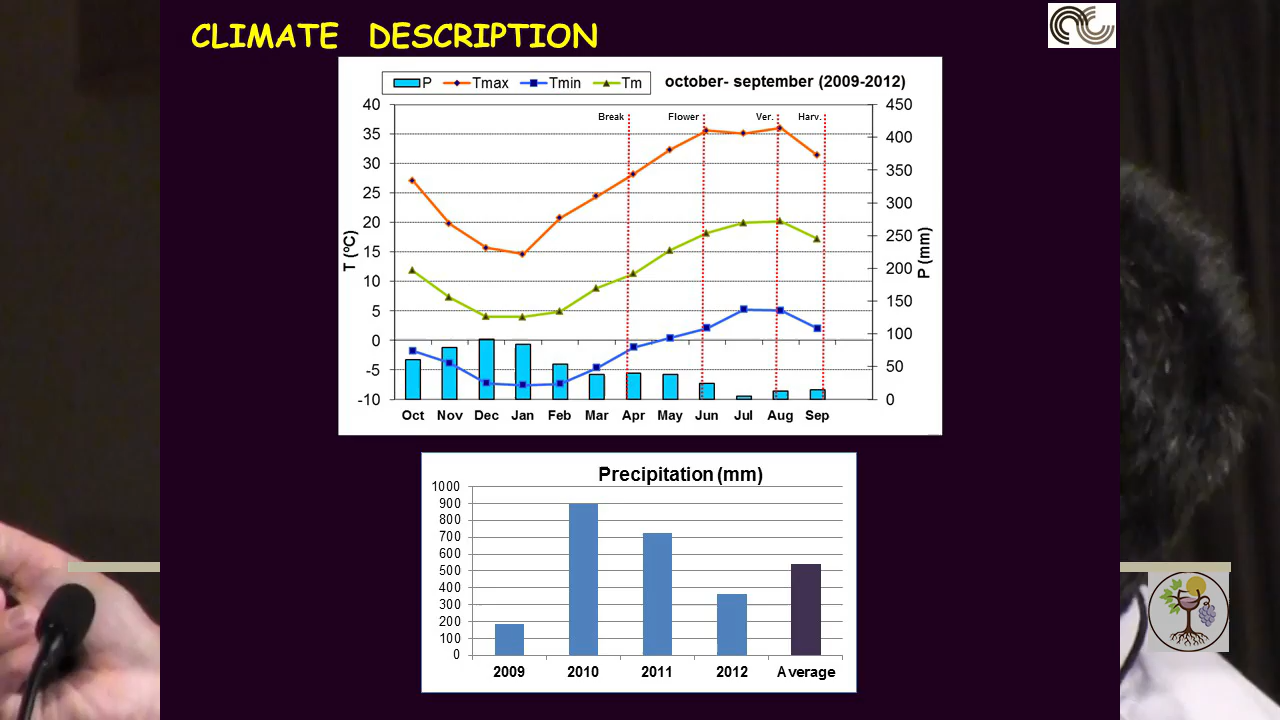 CLIMATE DESCRIPTION
P Tmax Tmin Tm
october- september (2009-2012)
40 450
Break Flower Ver. Harv.
35 400
30 350
25 300
20 250
15 200
10 150
5 100
0 50
-5 0
-10
T (ºC)
P (mm)
Oct Nov Dec Jan Feb Mar Apr May Jun Jul Aug Sep
Precipitation (mm)
1000
900
800
700
600
500
400
300
200
100
0
2009 2010 2011 2012 Average